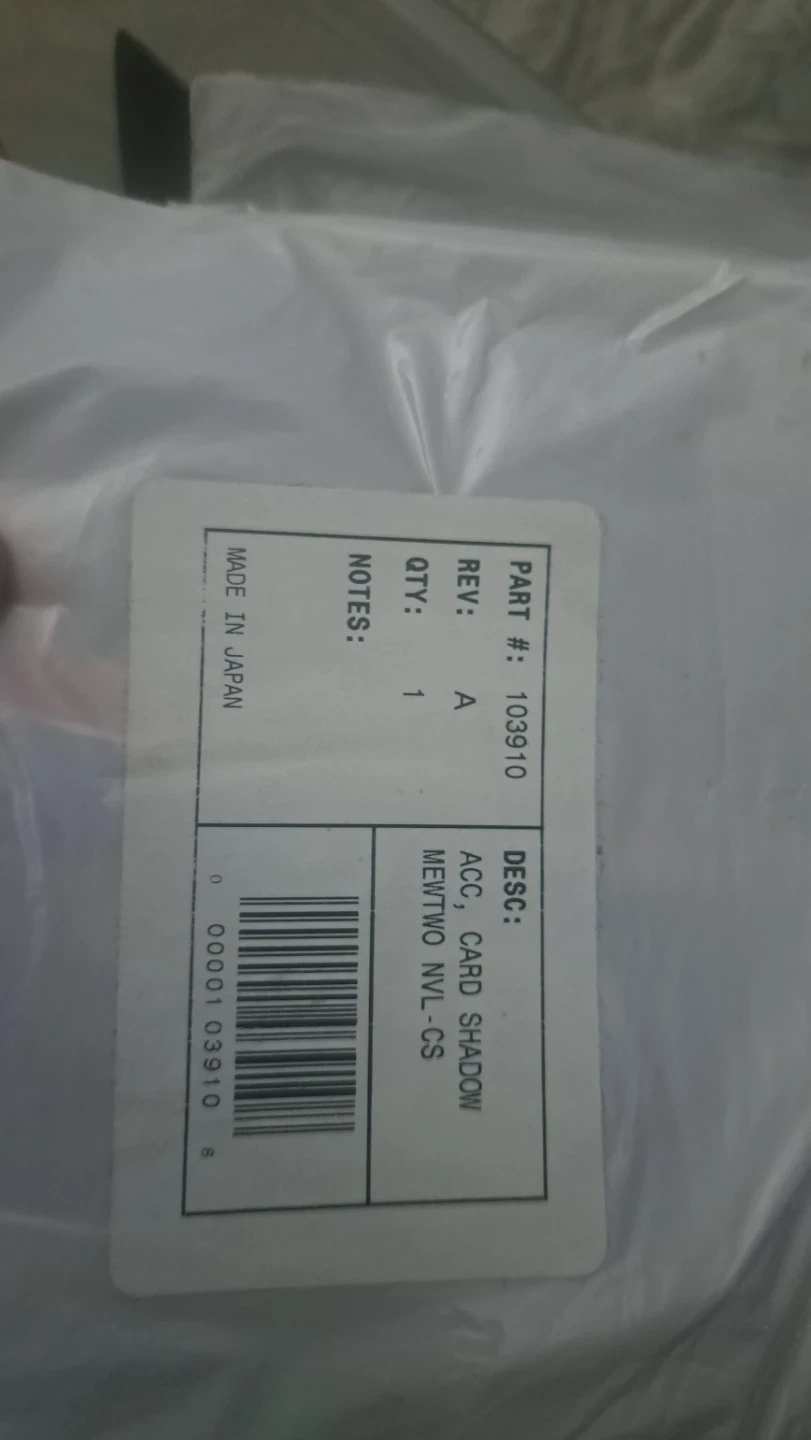 PART #: 103910
REV: A
QTY: 1
NOTES:
MADE IN JAPAN
DESC:
ACC, CARD SHADOW
MEWTWO NVL-CS
0 00001 03910 8